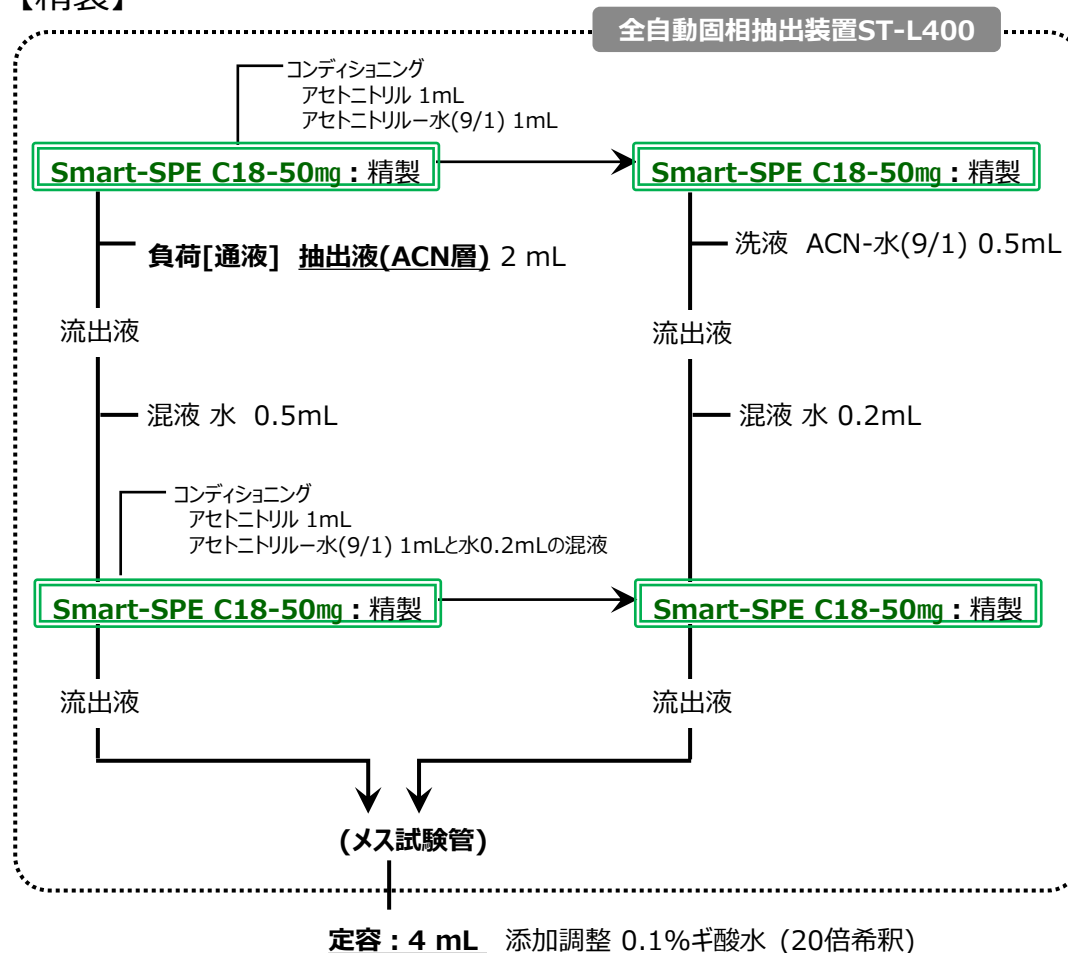 【精製】
全自動固相抽出装置ST-L400
コンディショニング
アセトニトリル 1mL
アセトニトリルー水(9/1) 1mL
Smart-SPE C18-50㎎：精製
Smart-SPE C18-50㎎：精製
負荷[通液] 抽出液(ACN層) 2 mL
洗液 ACN-水(9/1) 0.5mL
流出液
流出液
混液 水 0.5mL
混液 水 0.2mL
コンディショニング
アセトニトリル 1mL
アセトニトリルー水(9/1) 1mLと水0.2mLの混液
Smart-SPE C18-50㎎：精製
Smart-SPE C18-50㎎：精製
流出液
流出液
(メス試験管)
定容：4 mL 添加調整 0.1%ギ酸水 (20倍希釈)